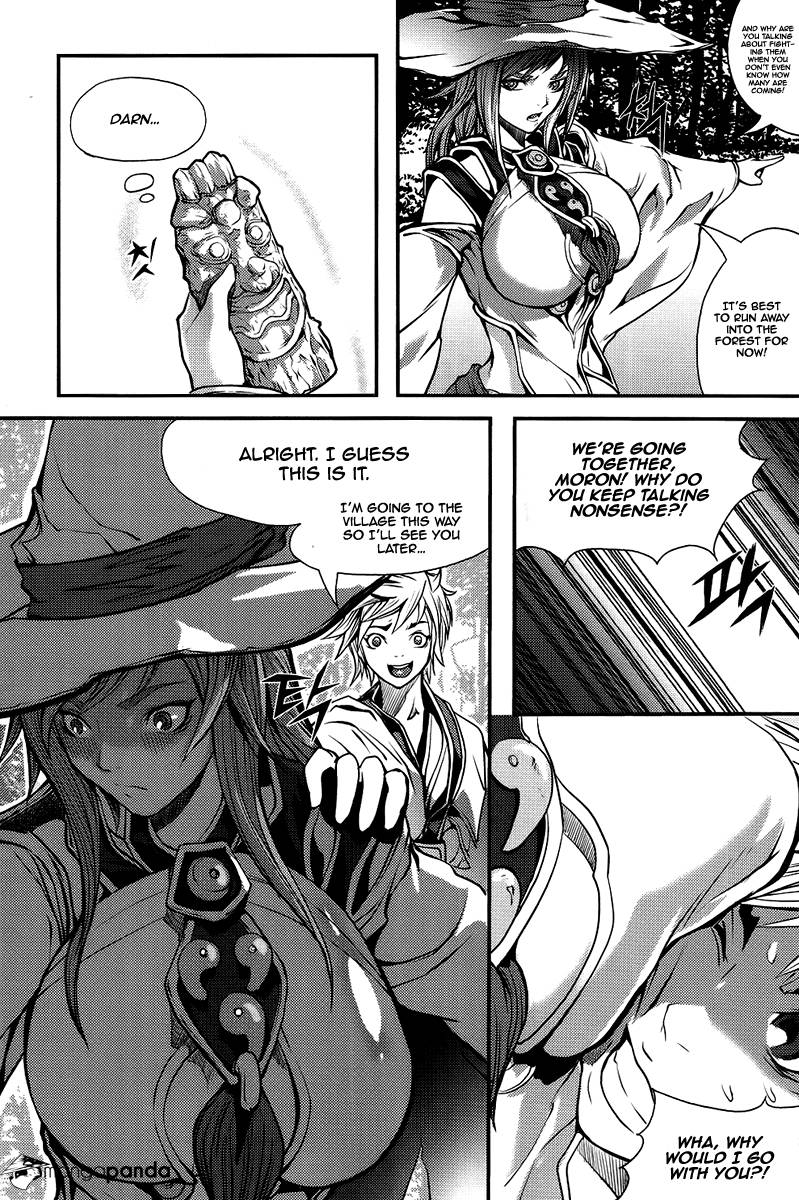 DARN...
AND WHY ARE
YOU TALKING
ABOUT FIGHT-
ING THEM
WHEN YOU
DON'T EVEN
KNOW HOW
MANY ARE
COMING!
IT'S BEST
TO RUN AWAY
INTO THE
FOREST FOR
NOW!
ALRIGHT. I GUESS
THIS IS IT.
I'M GOING TO THE
VILLAGE THIS WAY
SO I'LL SEE YOU
LATER...
WE'RE GOING
TOGETHER,
MORON! WHY DO
YOU KEEP TALKING
NONSENSE?!
WHA, WHY
WOULD I GO
WITH YOU?!
mangapanda